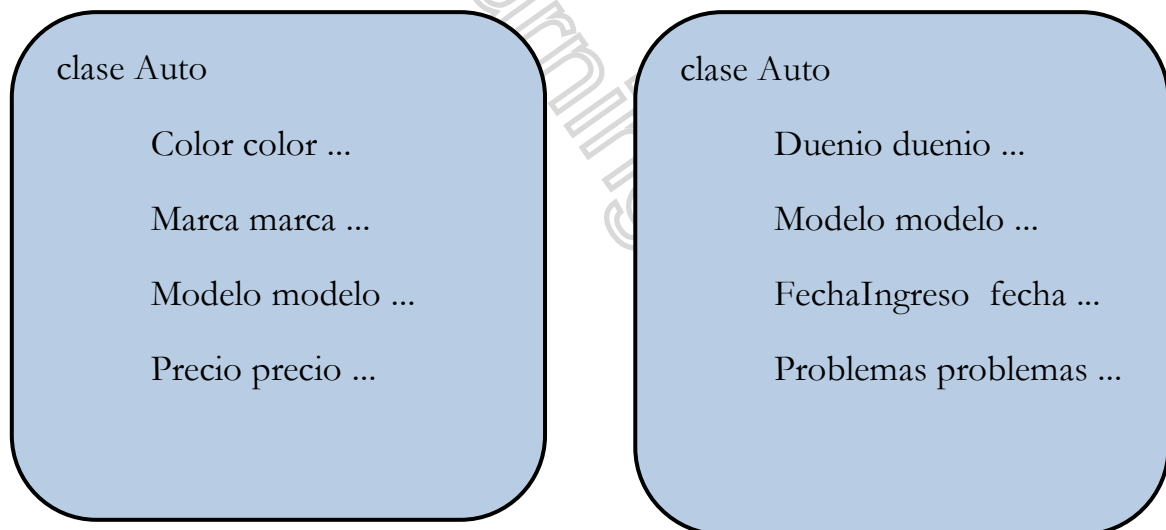 clase Auto
Color color ...
Marca marca ...
Modelo modelo ...
Precio precio ...
clase Auto
Duenio duenio ...
Modelo modelo ...
FechaIngreso  fecha ...
Problemas problemas ...